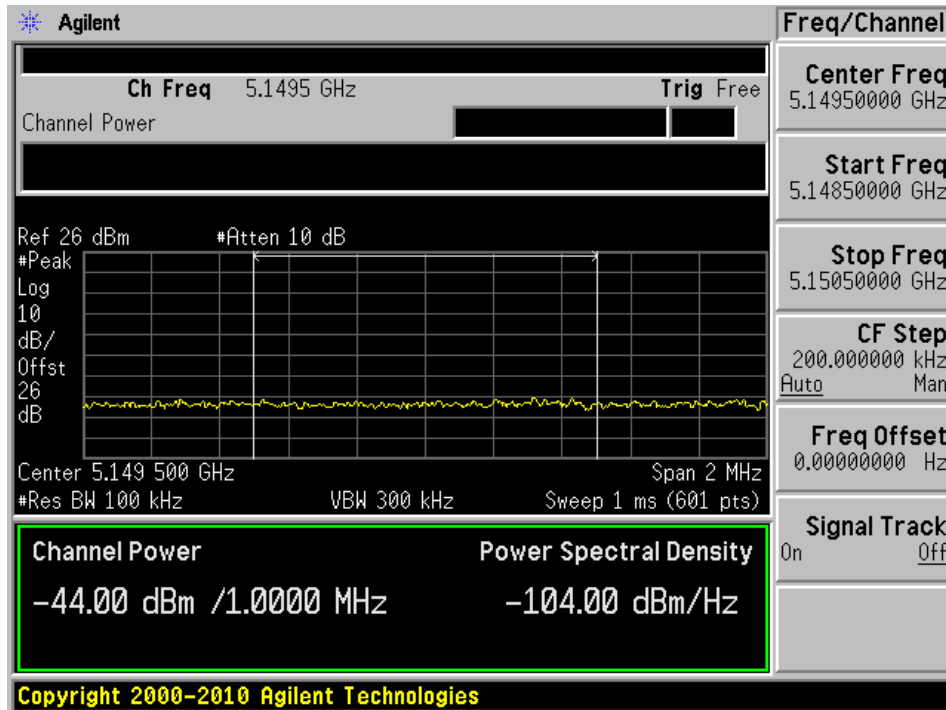 Agilent
Freq/Channel
Ch Freq 5.1495 GHz Trig Free
Channel Power
Center Freq
5.14950000 GHz
Start Freq
5.14850000 GHz
Stop Freq
5.15050000 GHz
CF Step
200.000000 kHz
Auto Man
Freq Offset
0.00000000 Hz
Signal Track
On Off
Ref 26 dBm #Atten 10 dB
#Peak
Log
10
dB/
Offst
26
dB
Center 5.149 500 GHz Span 2 MHz
#Res BW 100 kHz VBW 300 kHz Sweep 1 ms (601 pts)
Channel Power Power Spectral Density
-44.00 dBm /1.0000 MHz -104.00 dBm/Hz
Copyright 2000-2010 Agilent Technologies